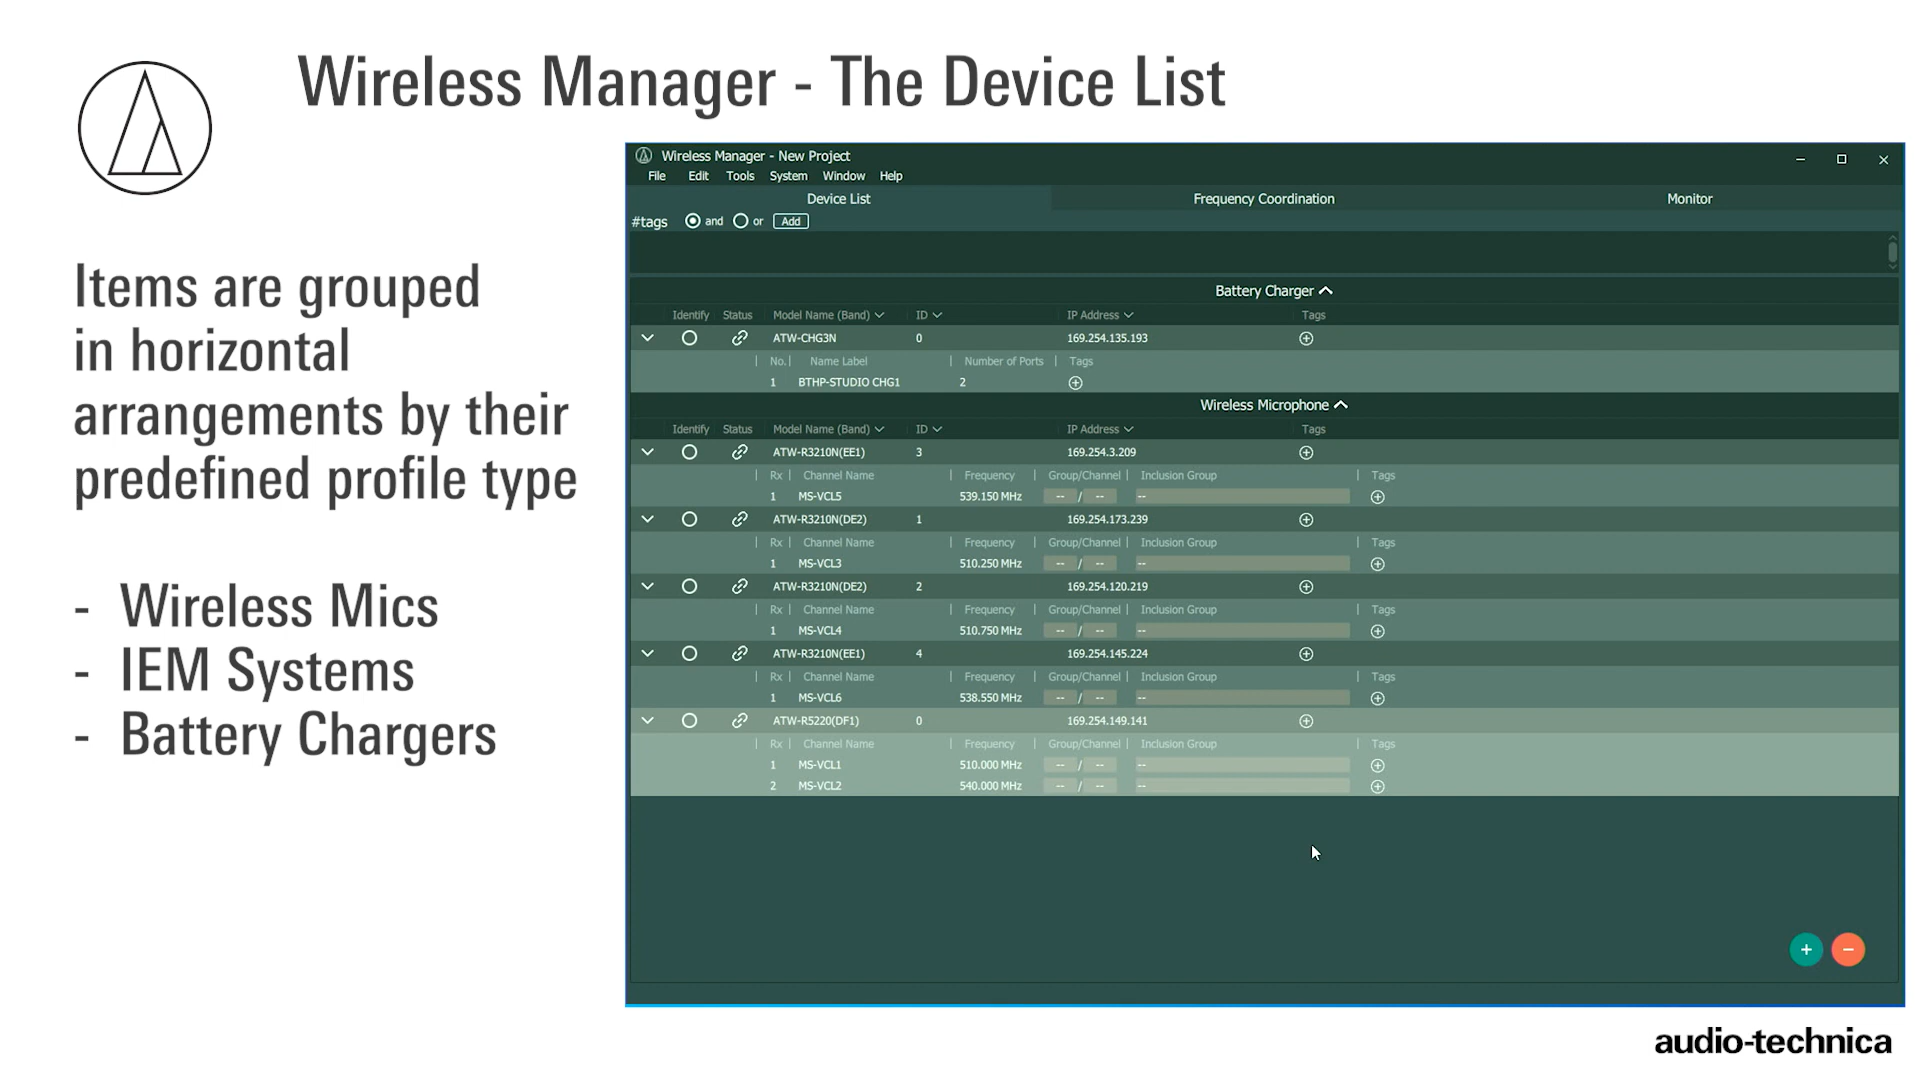 Wireless Manager - The Device List
Items are grouped
in horizontal
arrangements by their
predefined profile type
- Wireless Mics
- IEM Systems
- Battery Chargers
Wireless Manager - New Project
File Edit Tools System Window Help
Device List Frequency Coordination Monitor
#tags and or Add
Battery Charger
Identify Status Model Name (Band) ID IP Address Tags
ATW-CHG3N 0 169.254.135.193
| No. | Name Label | Number of Ports | Tags
1 BTHP-STUDIO CHG1 2
Wireless Microphone
Identify Status Model Name (Band) ID IP Address Tags
ATW-R3210N(EE1) 3 169.254.3.209
| Rx | Channel Name | Frequency | Group/Channel | Inclusion Group | Tags
1 MS-VCL5 539.150 MHz -- / -- --
ATW-R3210N(DE2) 1 169.254.173.239
| Rx | Channel Name | Frequency | Group/Channel | Inclusion Group | Tags
1 MS-VCL3 510.250 MHz -- / -- --
ATW-R3210N(DE2) 2 169.254.120.219
| Rx | Channel Name | Frequency | Group/Channel | Inclusion Group | Tags
1 MS-VCL4 510.750 MHz -- / -- --
ATW-R3210N(EE1) 4 169.254.145.224
| Rx | Channel Name | Frequency | Group/Channel | Inclusion Group | Tags
1 MS-VCL6 538.550 MHz -- / -- --
ATW-R5220(DF1) 0 169.254.149.141
| Rx | Channel Name | Frequency | Group/Channel | Inclusion Group | Tags
1 MS-VCL1 510.000 MHz -- / -- --
2 MS-VCL2 540.000 MHz -- / -- --
audio-technica